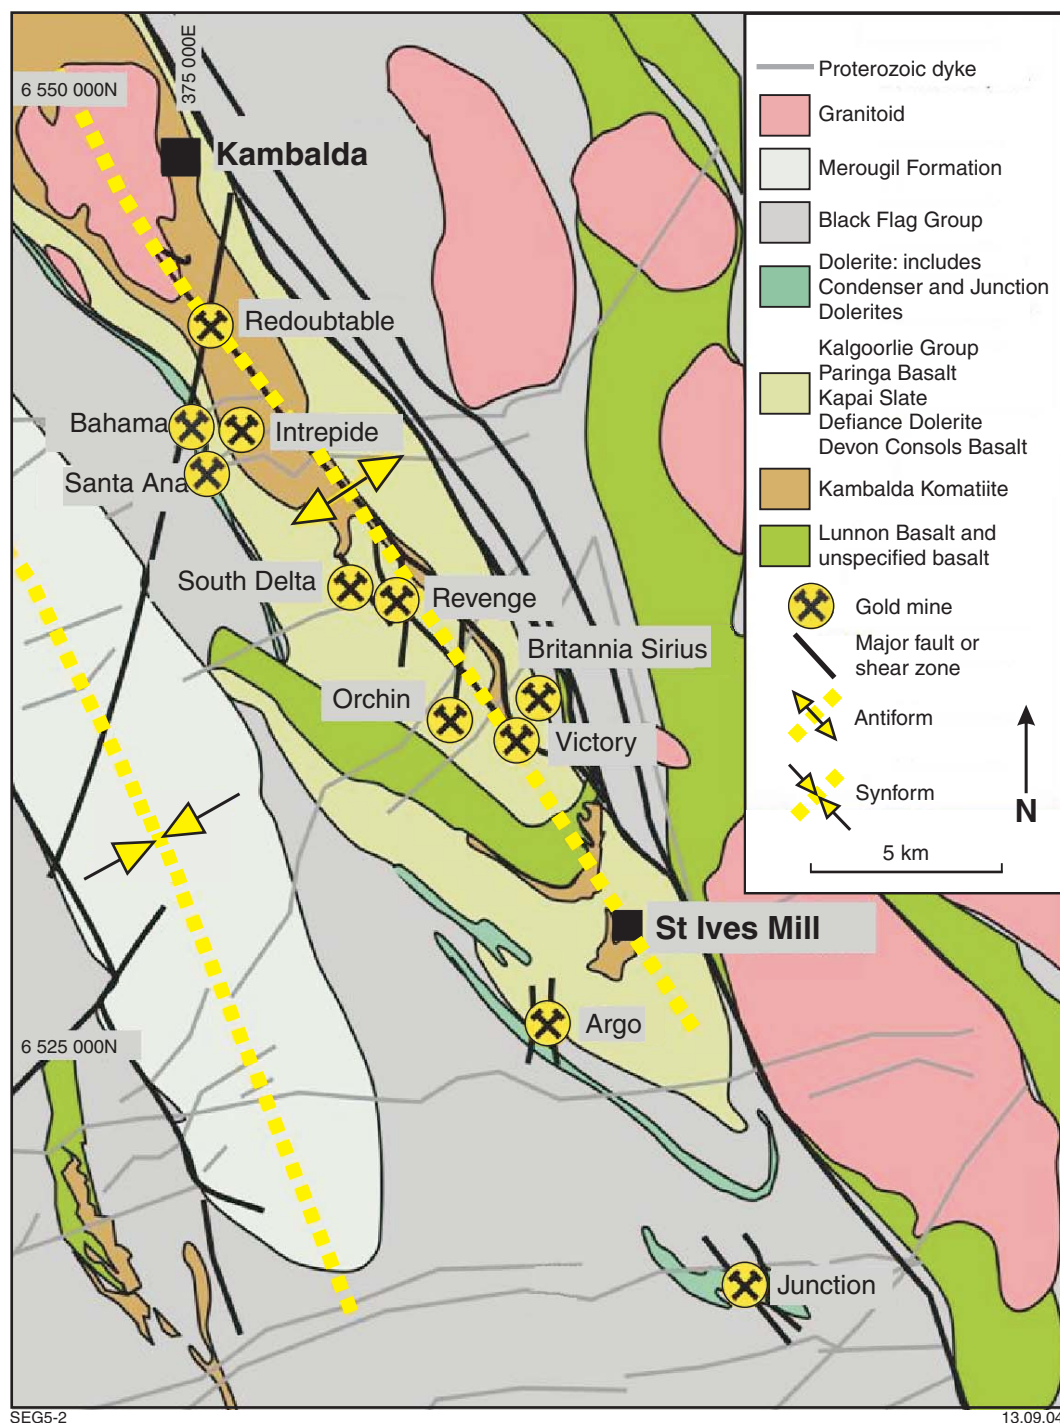 6 550 000N
375 000E
Kambalda
Redoubtable
Bahama
Intrepide
Santa Ana
South Delta
Revenge
Britannia Sirius
Orchin
Victory
St Ives Mill
Argo
6 525 000N
Junction
Proterozoic dyke
Granitoid
Merougil Formation
Black Flag Group
Dolerite: includes
Condenser and Junction
Dolerites
Kalgoorlie Group
Paringa Basalt
Kapai Slate
Defiance Dolerite
Devon Consols Basalt
Kambalda Komatiite
Lunnon Basalt and
unspecified basalt
Gold mine
Major fault or
shear zone
Antiform
Synform
N
5 km
SEG5-2
13.09.04